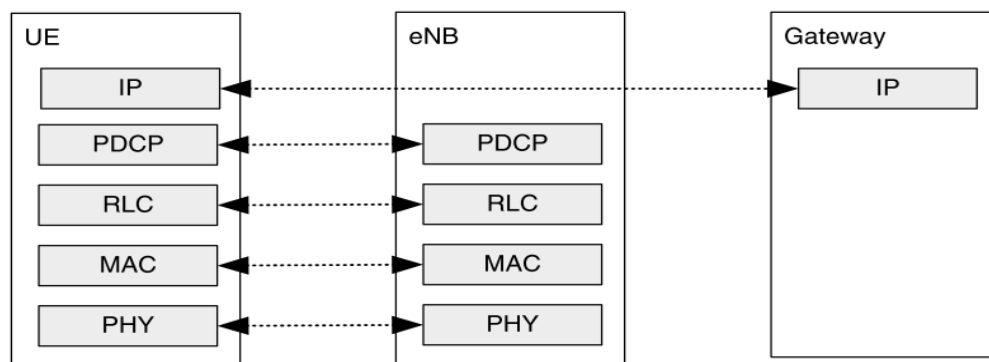 UE
eNB
Gateway
IP
IP
PDCP
PDCP
RLC
RLC
MAC
MAC
PHY
PHY